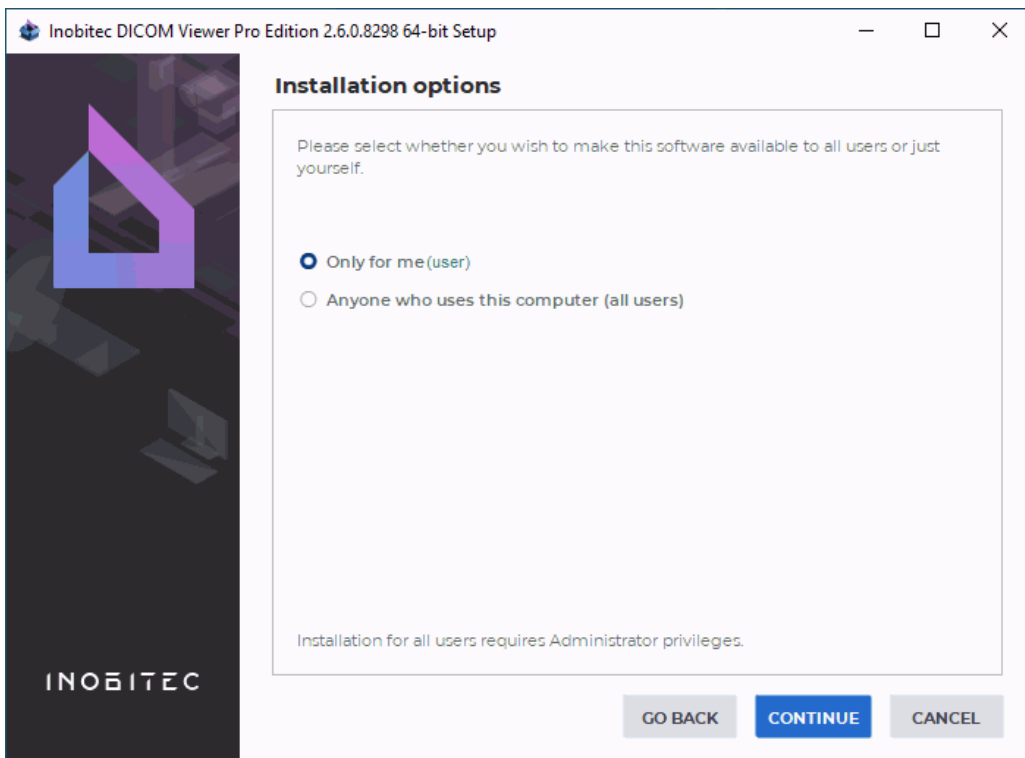 Inobitec DICOM Viewer Pro Edition 2.6.0.8298 64-bit Setup
Installation options
Please select whether you wish to make this software available to all users or just
yourself.
Only for me (user)
Anyone who uses this computer (all users)
Installation for all users requires Administrator privileges.
INOBITEC
GO BACK
CONTINUE
CANCEL